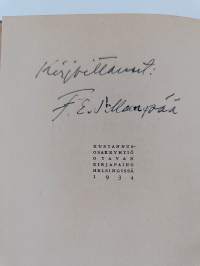 Kirjoittanut:
F. E. Sillanpää
KUSTANNUS-
OSAKEYHTIÖ
OTAVAN
KIRJAPAINO
HELSINGISSÄ
1934